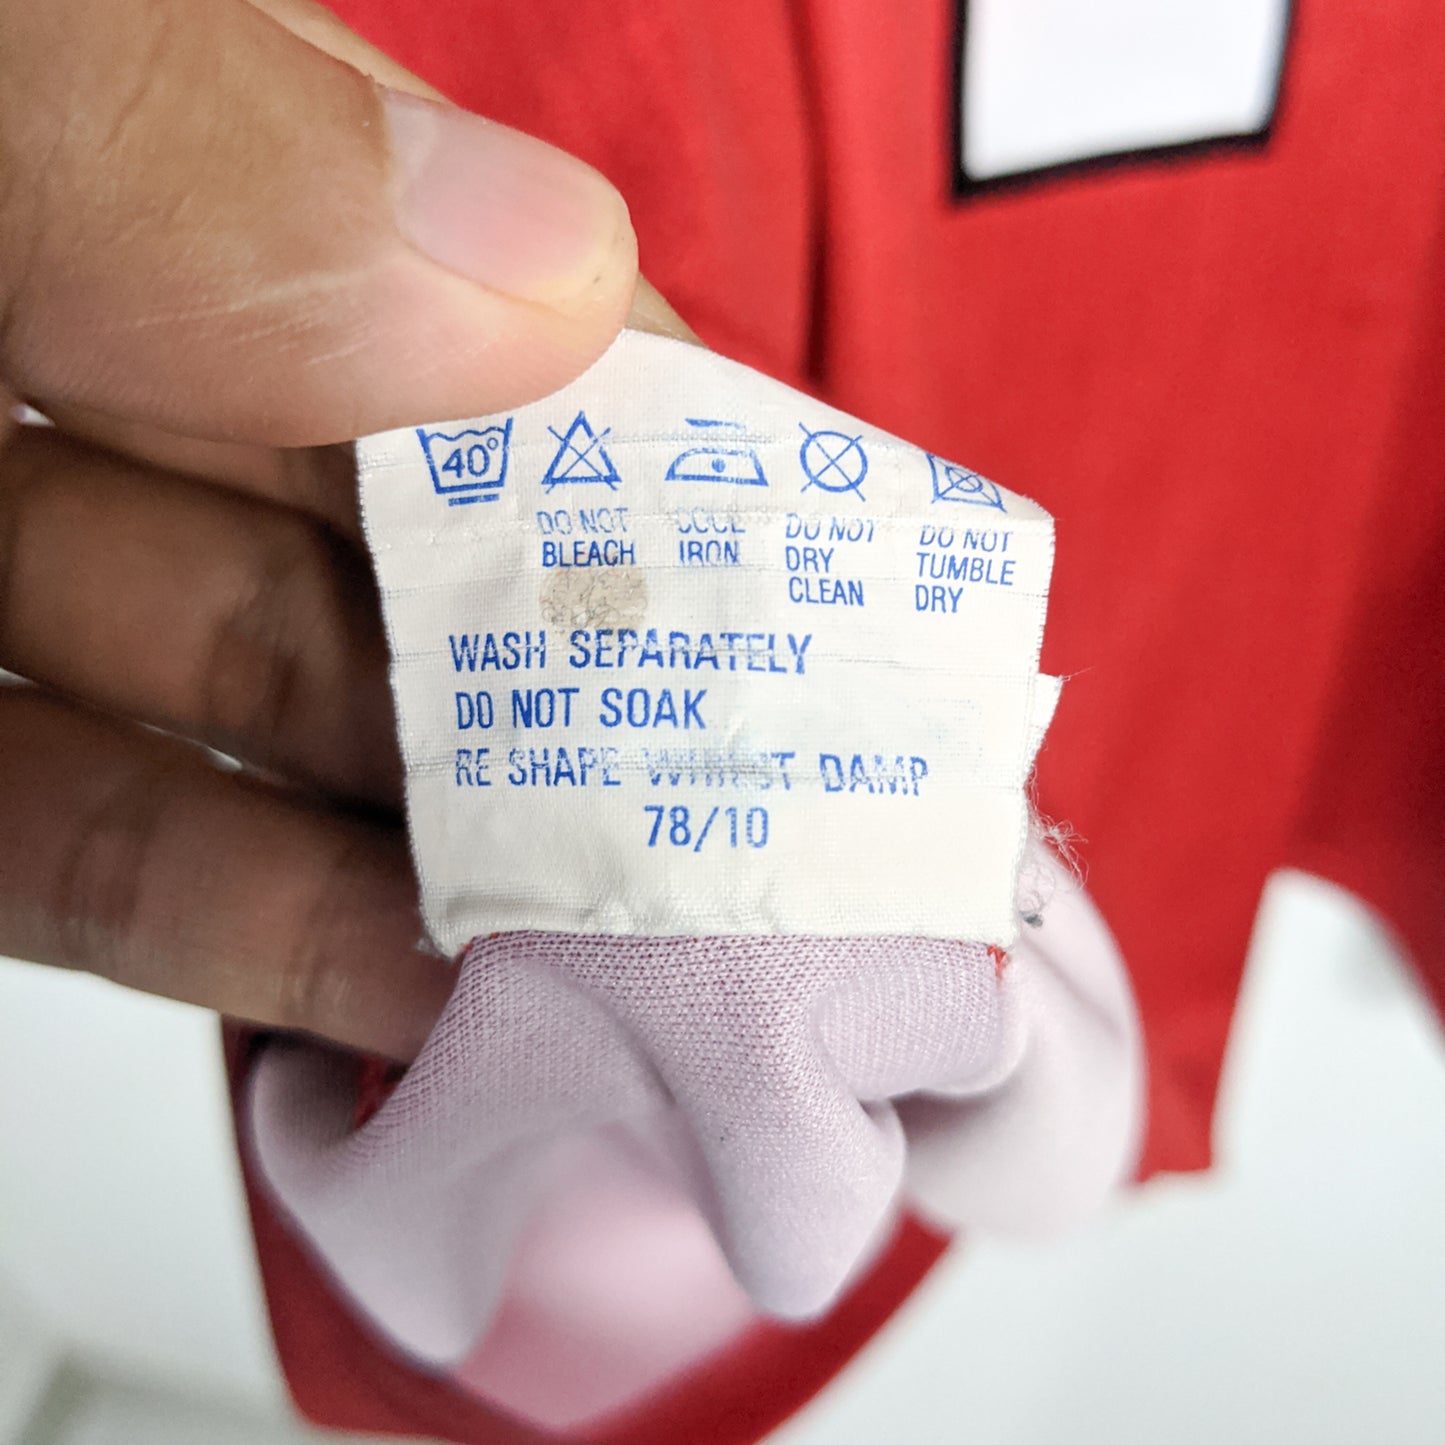 40°
DO NOT BLEACH
COOL IRON
DO NOT DRY CLEAN
DO NOT TUMBLE DRY
WASH SEPARATELY
DO NOT SOAK
RE SHAPE WHILST DAMP
78/10